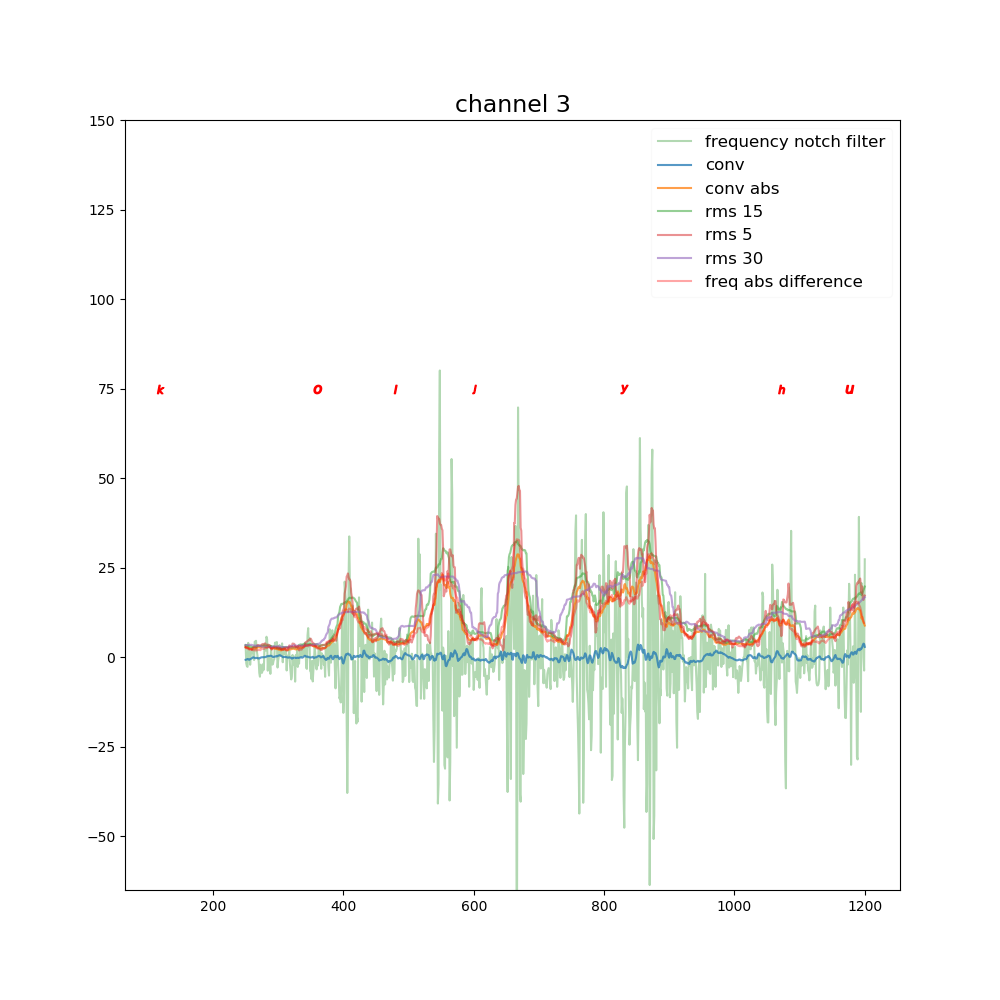 channel 3
150
125
100
75
50
25
0
−25
−50
frequency notch filter
conv
conv abs
rms 15
rms 5
rms 30
freq abs difference
k o l j y h u
200 400 600 800 1000 1200